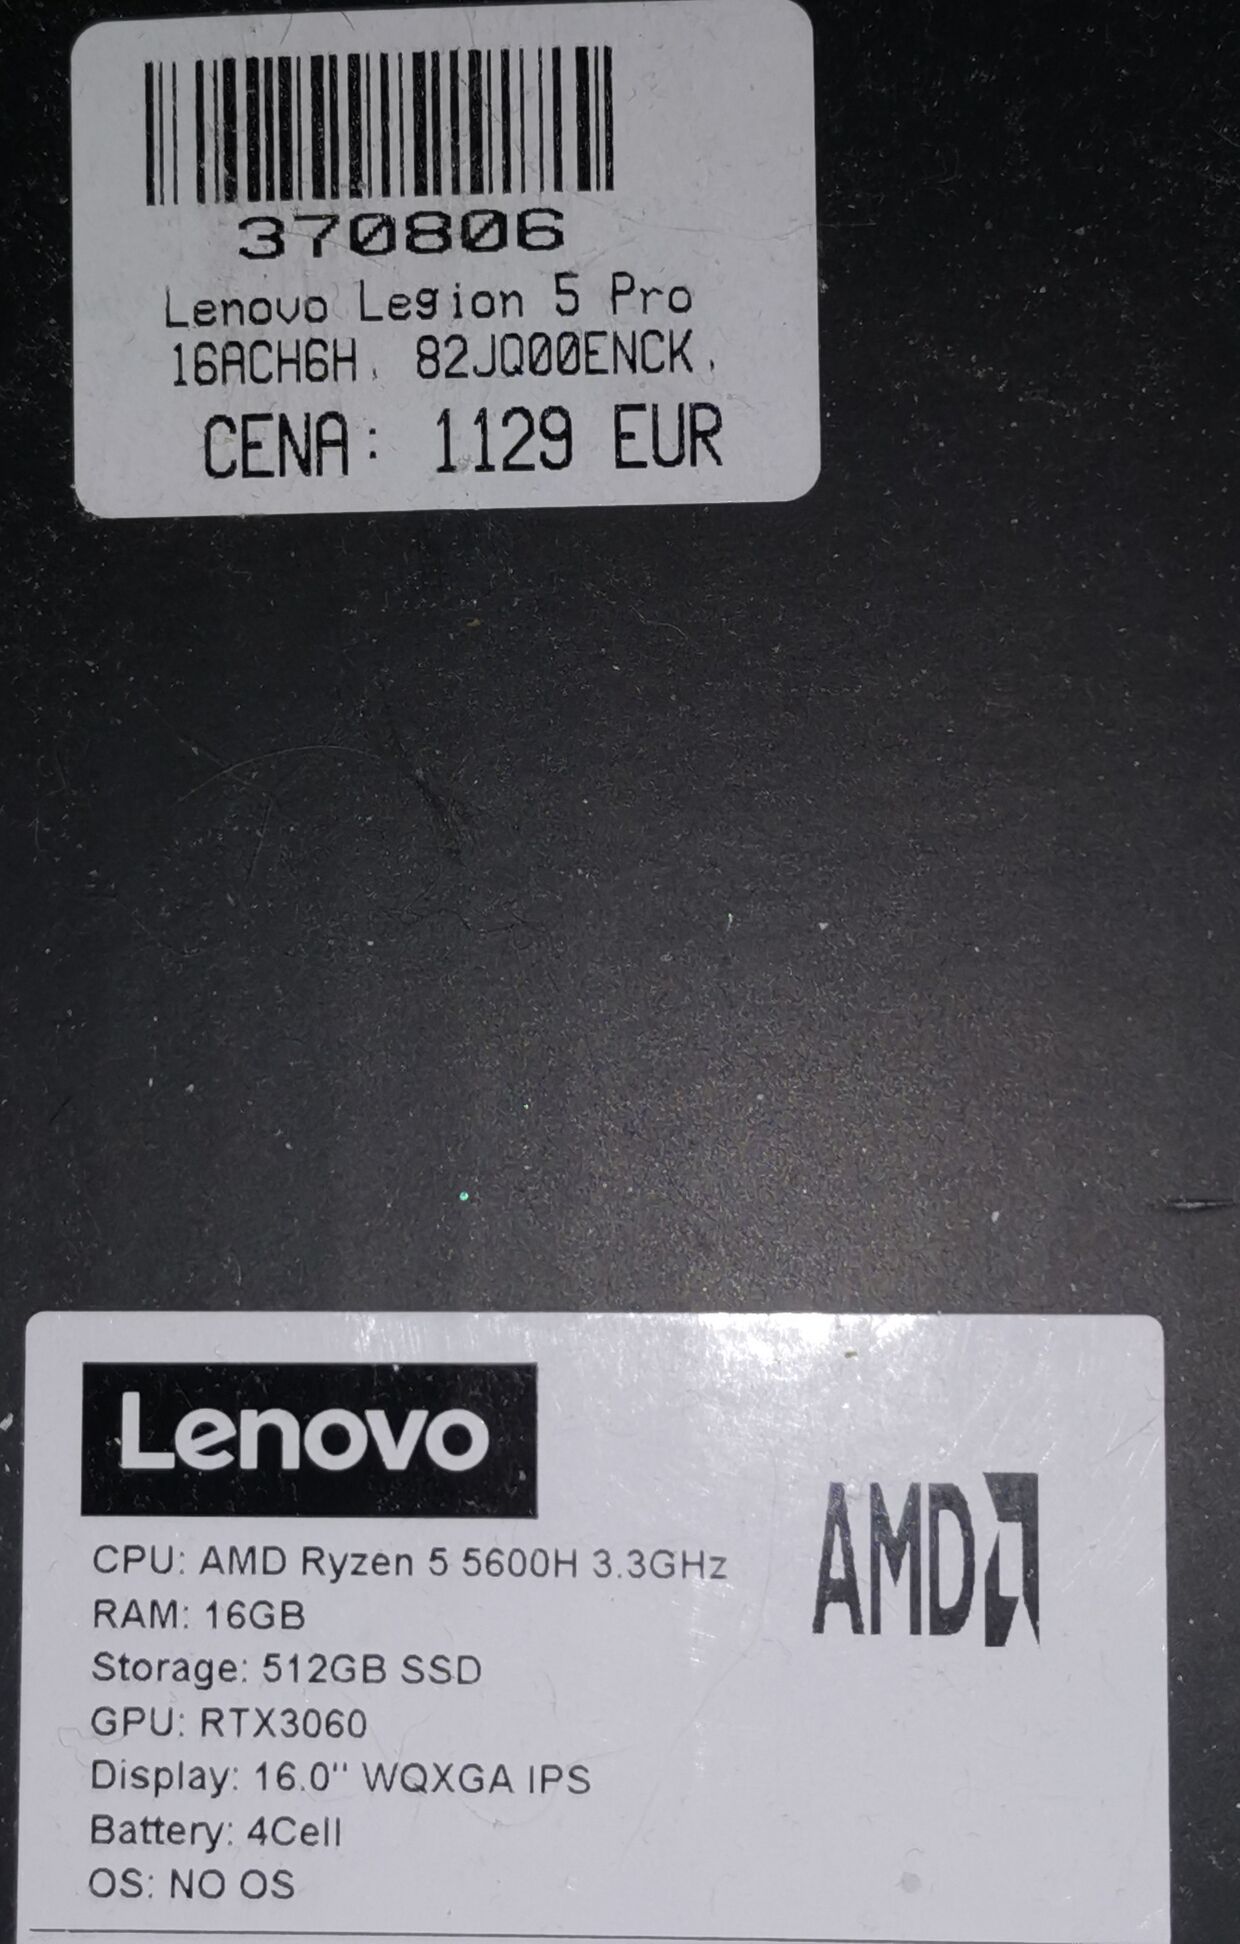 370806
Lenovo Legion 5 Pro
16ACH6H, 82JQ00ENCK,
CENA: 1129 EUR
Lenovo
AMD
CPU: AMD Ryzen 5 5600H 3.3GHz
RAM: 16GB
Storage: 512GB SSD
GPU: RTX3060
Display: 16.0" WQXGA IPS
Battery: 4Cell
OS: NO OS